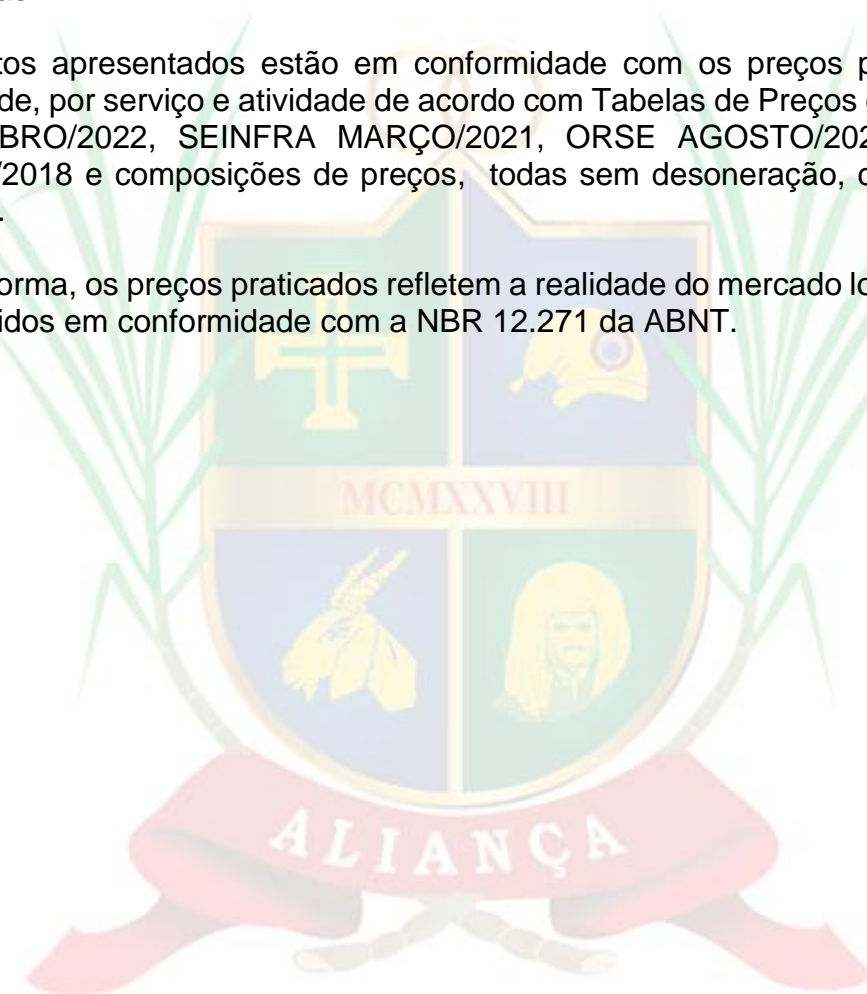 tos apresentados estão em conformidade com os preços p
de, por serviço e atividade de acordo com Tabelas de Preços
BRO/2022, SEINFRA MARÇO/2021, ORSE AGOSTO/202
/2018 e composições de preços, todas sem desoneração,
.
orma, os preços praticados refletem a realidade do mercado lo
idos em conformidade com a NBR 12.271 da ABNT.
MCMXXVIII
ALIANÇA